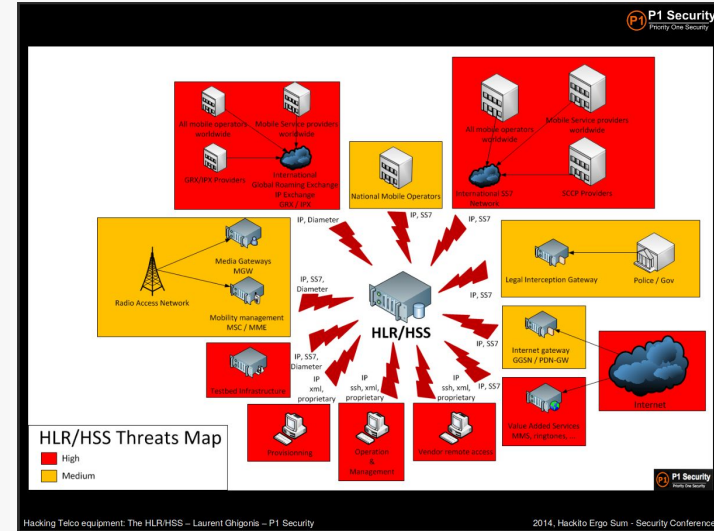 P1 Security
Priority One Security
All mobile operators
worldwide
Mobile Service providers
worldwide
GRX/IPX Providers
International
Global Roaming Exchange
IP Exchange
GRX / IPX
National Mobile Operators
All mobile operators
worldwide
Mobile Service providers
worldwide
International SS7
Network
SCCP Providers
IP, Diameter
IP, SS7
IP, SS7
Media Gateways
MGW
Radio Access Network
Mobility management
MSC / MME
IP, SS7,
Diameter
HLR/HSS
IP, SS7
Legal Interception Gateway
Police / Gov
IP, SS7
Internet gateway
GGSN / PDN-GW
Internet
IP, SS7,
Diameter
Testbed Infrastructure
IP
xml,
proprietary
IP
ssh, xml,
proprietary
IP
ssh, xml,
proprietary
IP, SS7
Value Added Services
MMS, ringtones, ...
Provisionning
Operation
&
Management
Vendor remote access
HLR/HSS Threats Map
High
Medium
P1 Security
Priority One Security
Hacking Telco equipment: The HLR/HSS – Laurent Ghigonis – P1 Security
2014, Hackito Ergo Sum - Security Conference